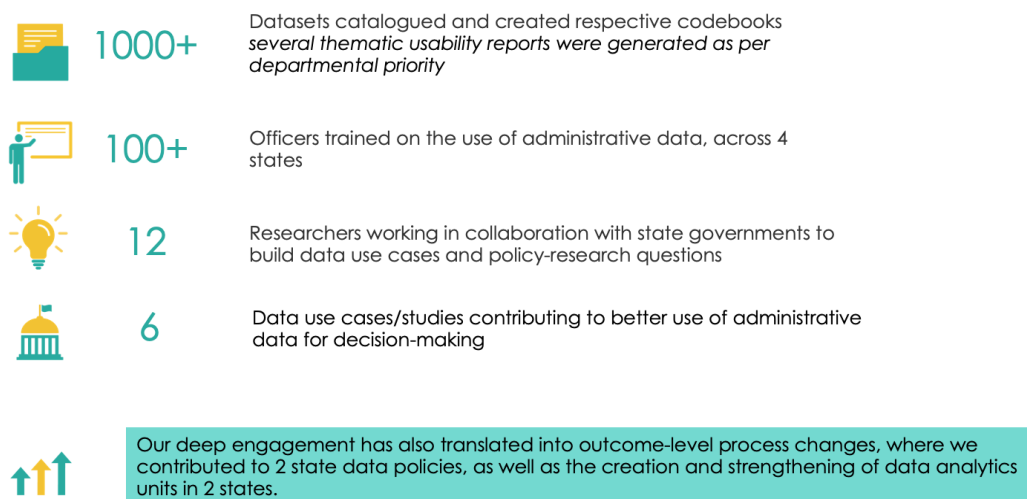 1000+
Datasets catalogued and created respective codebooks
several thematic usability reports were generated as per
departmental priority
100+
Officers trained on the use of administrative data, across 4
states
12
Researchers working in collaboration with state governments to
build data use cases and policy-research questions
6
Data use cases/studies contributing to better use of administrative
data for decision-making
Our deep engagement has also translated into outcome-level process changes, where we
contributed to 2 state data policies, as well as the creation and strengthening of data analytics
units in 2 states.